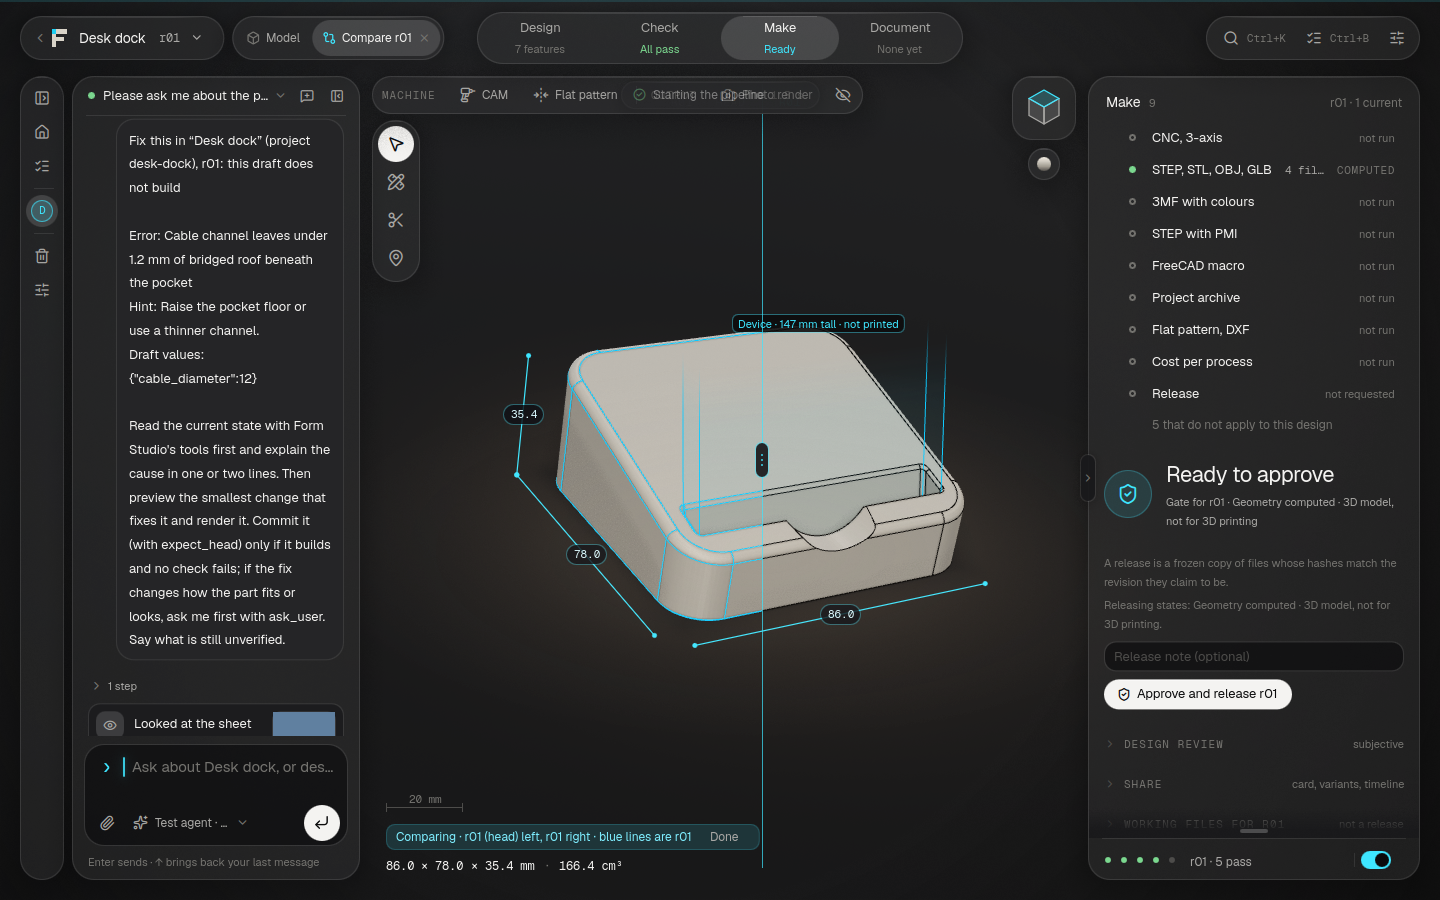 Desk dock r01
Model
Compare r01
Design
7 features
Check
All pass
Make
Ready
Document
None yet
Ctrl+K
Ctrl+B
Please ask me about the p…
Fix this in “Desk dock” (project
desk-dock), r01: this draft does
not build
Error: Cable channel leaves under
1.2 mm of bridged roof beneath
the pocket
Hint: Raise the pocket floor or
use a thinner channel.
Draft values:
{"cable_diameter":12}
Read the current state with Form
Studio's tools first and explain the
cause in one or two lines. Then
preview the smallest change that
fixes it and render it. Commit it
(with expect_head) only if it builds
and no check fails; if the fix
changes how the part fits or
looks, ask me first with ask_user.
Say what is still unverified.
1 step
Looked at the sheet
D
Ask about Desk dock, or des…
Test agent · …
Enter sends · ↑ brings back your last message
MACHINE
CAM
Flat pattern
Starting the pipeline
render
Device · 147 mm tall · not printed
35.4
78.0
86.0
20 mm
Comparing · r01 (head) left, r01 right · blue lines are r01 Done
86.0 × 78.0 × 35.4 mm · 166.4 cm³
Make 9
r01 · 1 current
CNC, 3-axis not run
STEP, STL, OBJ, GLB 4 fil… COMPUTED
3MF with colours not run
STEP with PMI not run
FreeCAD macro not run
Project archive not run
Flat pattern, DXF not run
Cost per process not run
Release not requested
5 that do not apply to this design
Ready to approve
Gate for r01 · Geometry computed · 3D model,
not for 3D printing
A release is a frozen copy of files whose hashes match the
revision they claim to be.
Releasing states: Geometry computed · 3D model, not for
3D printing.
Release note (optional)
Approve and release r01
DESIGN REVIEW subjective
SHARE card, variants, timeline
WORKING FILES FOR R01 not a release
r01 · 5 pass